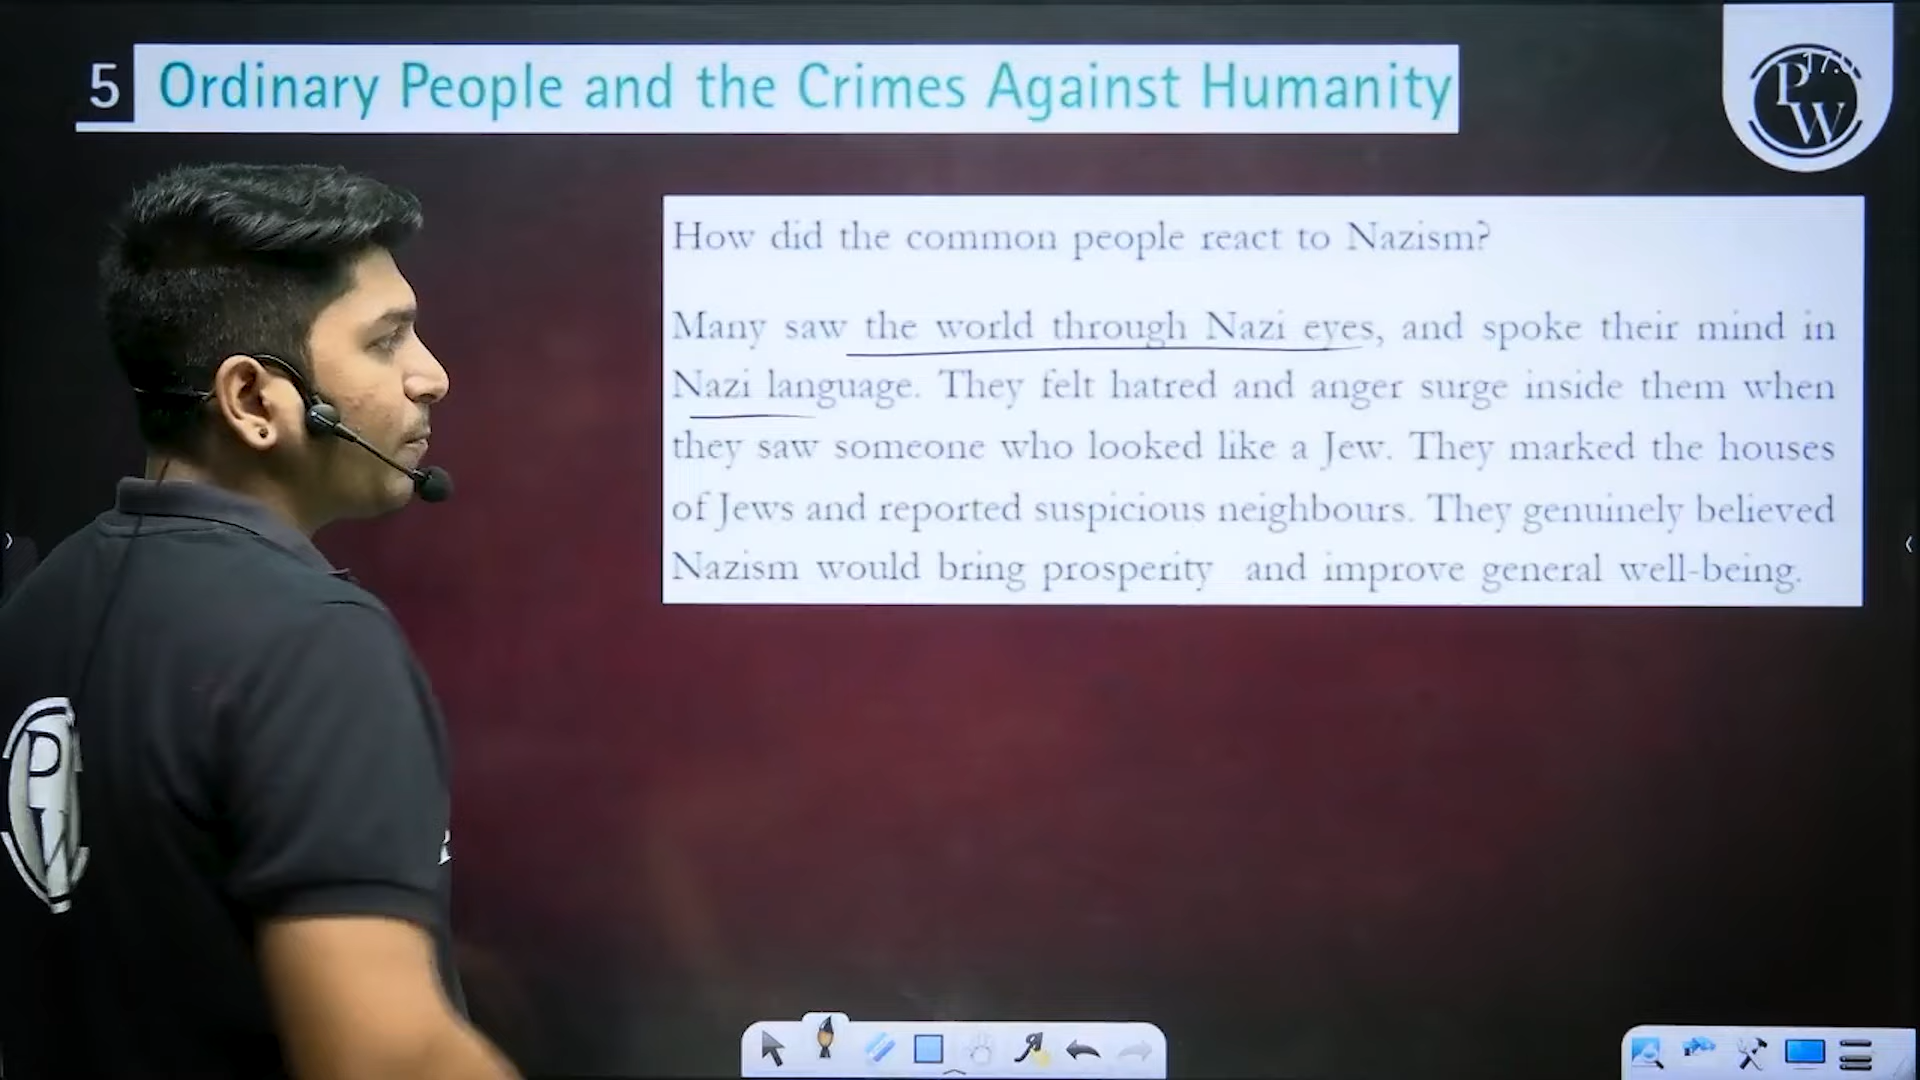 5 Ordinary People and the Crimes Against Humanity
PW
How did the common people react to Nazism?
Many saw the world through Nazi eyes, and spoke their mind in
Nazi language. They felt hatred and anger surge inside them when
they saw someone who looked like a Jew. They marked the houses
of Jews and reported suspicious neighbours. They genuinely believed
Nazism would bring prosperity and improve general well-being.
PW